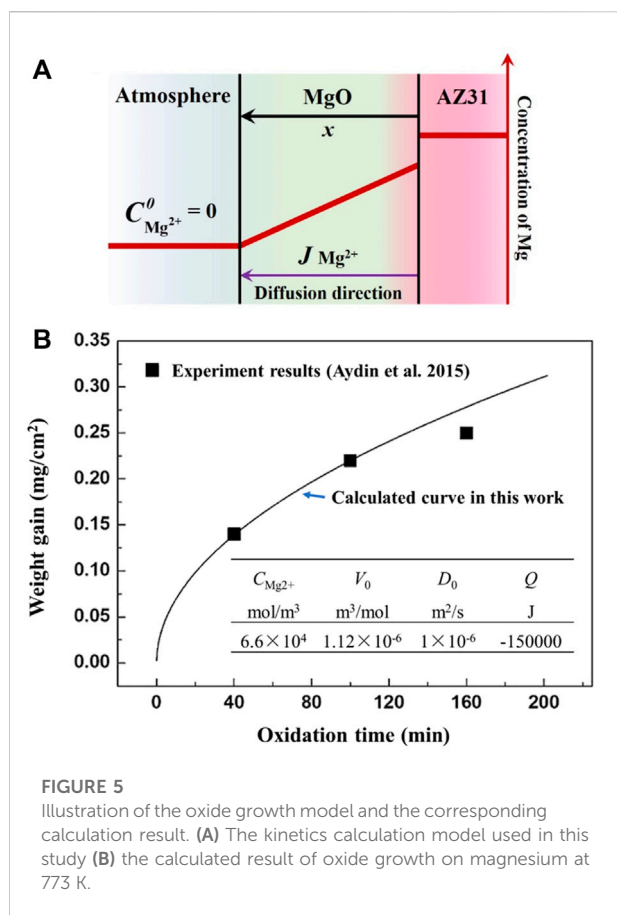 A
Atmosphere
MgO
AZ31
x
C⁰Mg²⁺ = 0
J Mg²⁺
Diffusion direction
Concentration of Mg
B
0.35
0.30
0.25
0.20
0.15
0.10
0.05
0.00
Weight gain (mg/cm²)
■ Experiment results (Aydin et al. 2015)
Calculated curve in this work
C_Mg2+ V₀ D₀ Q
mol/m³ m³/mol m²/s J
6.6×10⁴ 1.12×10⁻⁶ 1×10⁻⁶ -150000
0 40 80 120 160 200
Oxidation time (min)
FIGURE 5
Illustration of the oxide growth model and the corresponding
calculation result. (A) The kinetics calculation model used in this
study (B) the calculated result of oxide growth on magnesium at
773 K.